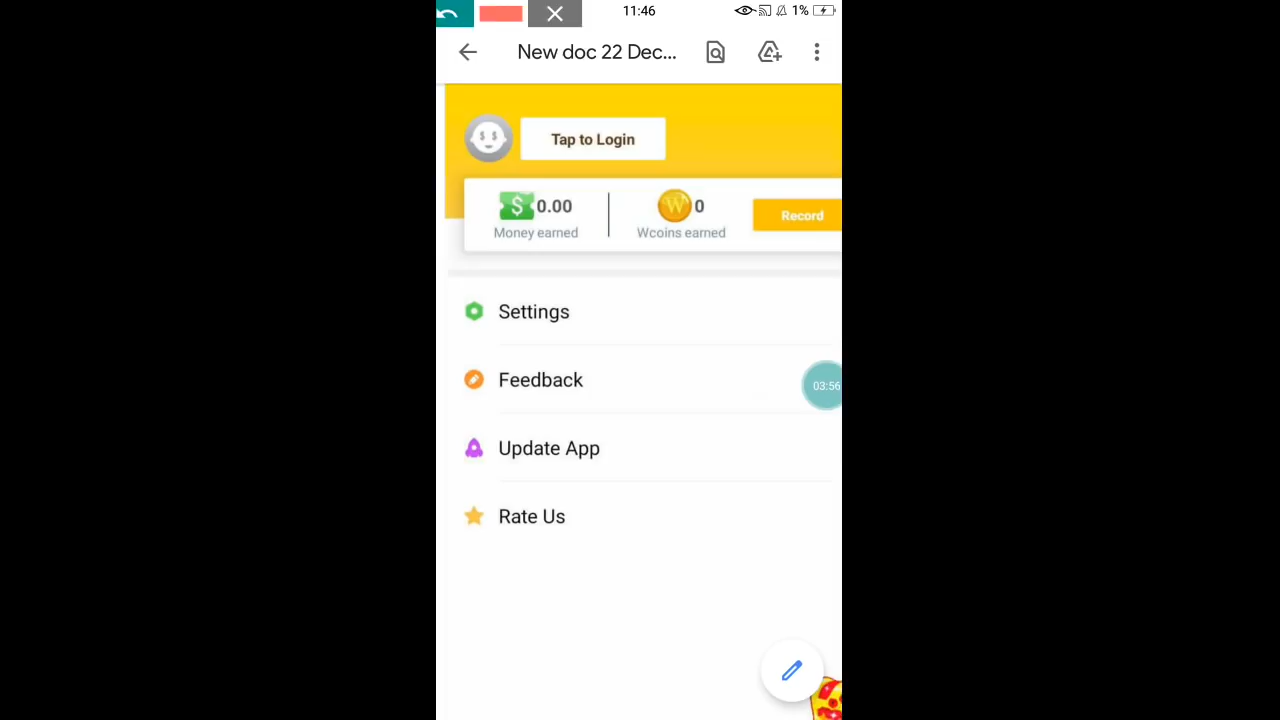 11:46
1%
New doc 22 Dec...
Tap to Login
$ 0.00
W 0
Money earned
Wcoins earned
Record
Settings
Feedback
03:56
Update App
Rate Us